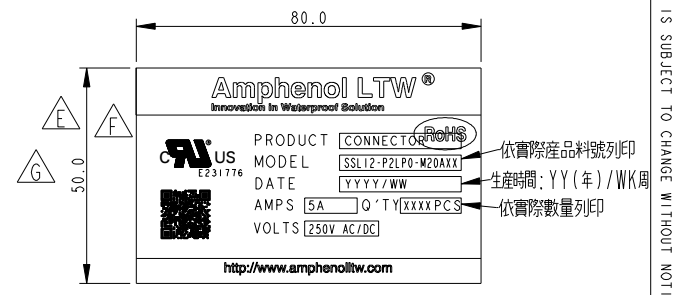 80.0
IS SUBJECT TO CHANGE WITHOUT NOTI
Amphenol LTW®
Innovation in Waterproof Solution
E
F
G
50.0
RoHS
PRODUCT CONNECTOR
c RU US
E231776
MODEL SSL12-P2LP0-M20AXX 依實際産品料號列印
DATE YYYY/WW 生産時間:YY(年)/WK周
AMPS 5A Q'TY XXXXPCS 依實際數量列印
VOLTS 250V AC/DC
http://www.amphenolltw.com